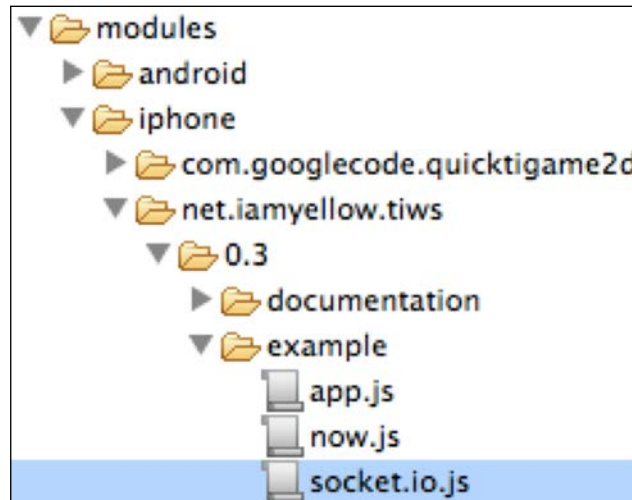 modules
android
iphone
com.googlecode.quicktigame2d
net.iamyellow.tiws
0.3
documentation
example
app.js
now.js
socket.io.js